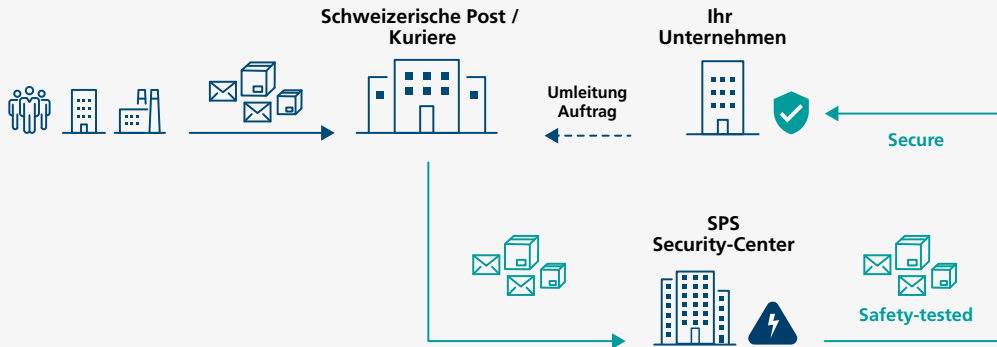 Schweizerische Post /
Kuriere
Ihr
Unternehmen
Umleitung
Auftrag
Secure
SPS
Security-Center
Safety-tested